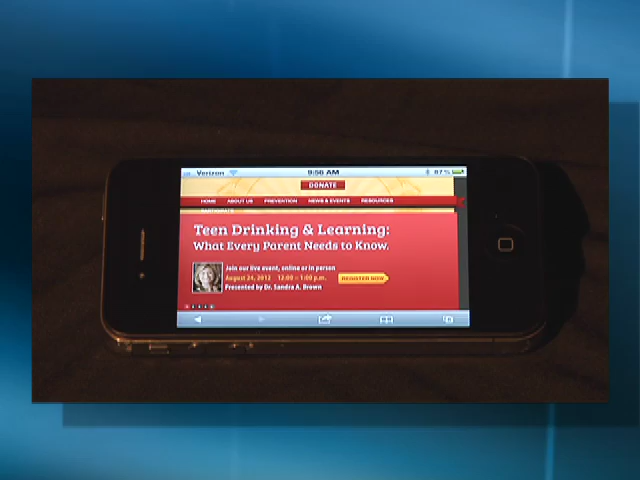 Verizon 9:56 AM 87%
DONATE
HOME ABOUT US PREVENTION NEWS & EVENTS RESOURCES
Teen Drinking & Learning:
What Every Parent Needs to Know.
Join our live event, online or in person
August 24, 2012 12:00 – 1:00 p.m.
REGISTER NOW
Presented by Dr. Sandra A. Brown